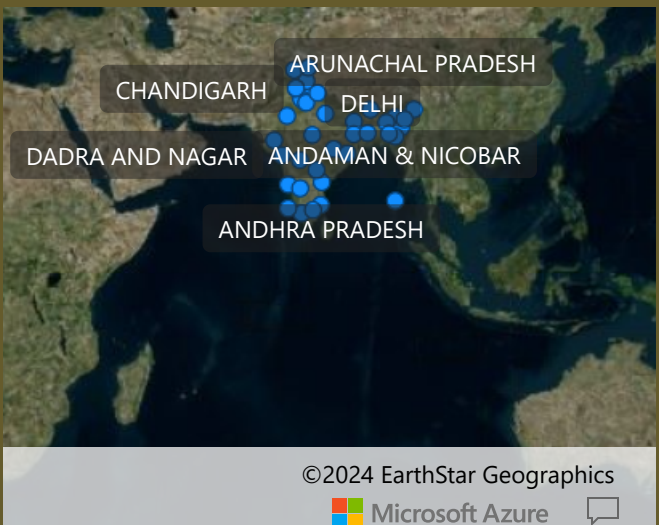 ARUNACHAL PRADESH
CHANDIGARH
DELHI
DADRA AND NAGAR
ANDAMAN & NICOBAR
ANDHRA PRADESH
©2024 EarthStar Geographics
Microsoft Azure